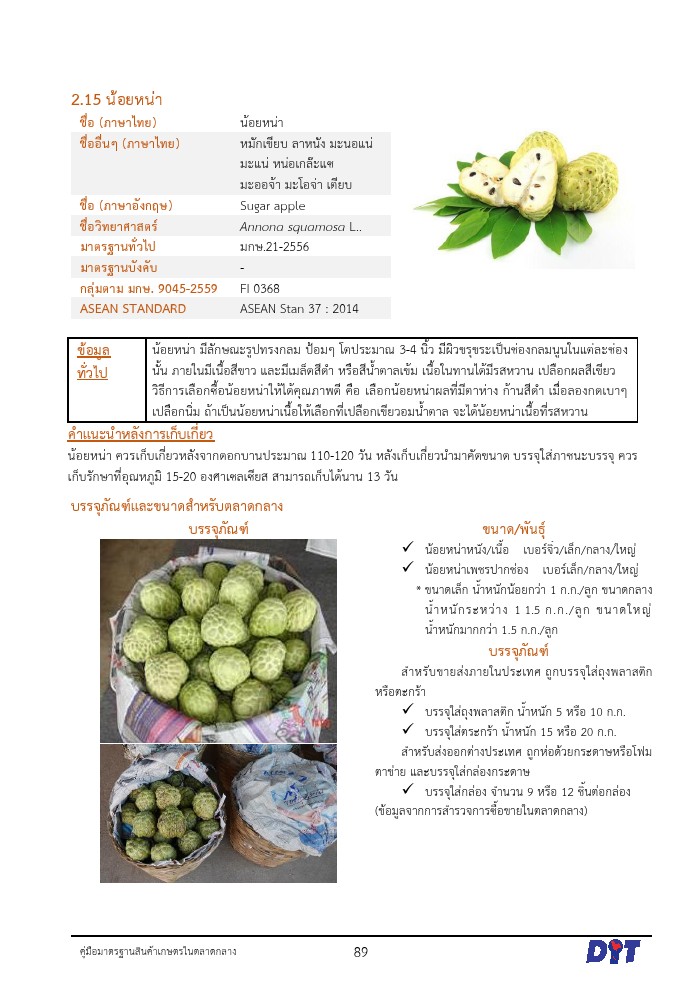 2.15 น้อยหน่า
ชื่อ (ภาษาไทย) น้อยหน่า
ชื่ออื่นๆ (ภาษาไทย) หมักเขียบ ลาหนัง มะนอแน่
มะแน่ หน่อเกล๊ะแซ
มะออจ้า มะโอจ่า เตียบ
ชื่อ (ภาษาอังกฤษ) Sugar apple
ชื่อวิทยาศาสตร์ Annona squamosa L..
มาตรฐานทั่วไป มกษ.21-2556
มาตรฐานบังคับ -
กลุ่มตาม มกษ. 9045-2559 FI 0368
ASEAN STANDARD ASEAN Stan 37 : 2014
ข้อมูล
ทั่วไป
น้อยหน่า มีลักษณะรูปทรงกลม ป้อมๆ โตประมาณ 3-4 นิ้ว มีผิวขรุขระเป็นช่องกลมนูนในแต่ละช่อง
นั้น ภายในมีเนื้อสีขาว และมีเมล็ดสีดำ หรือสีน้ำตาลเข้ม เนื้อในทานได้มีรสหวาน เปลือกผลสีเขียว
วิธีการเลือกซื้อน้อยหน่าให้ได้คุณภาพดี คือ เลือกน้อยหน่าผลที่มีตาห่าง ก้านสีดำ เมื่อลองกดเบาๆ
เปลือกนิ่ม ถ้าเป็นน้อยหน่าเนื้อให้เลือกที่เปลือกเขียวอมน้ำตาล จะได้น้อยหน่าเนื้อที่รสหวาน
คำแนะนำหลังการเก็บเกี่ยว
น้อยหน่า ควรเก็บเกี่ยวหลังจากดอกบานประมาณ 110-120 วัน หลังเก็บเกี่ยวนำมาคัดขนาด บรรจุใส่ภาชนะบรรจุ ควร
เก็บรักษาที่อุณหภูมิ 15-20 องศาเซลเซียส สามารถเก็บได้นาน 13 วัน
บรรจุภัณฑ์และขนาดสำหรับตลาดกลาง
บรรจุภัณฑ์
ขนาด/พันธุ์
✓ น้อยหน่าหนัง/เนื้อ เบอร์จิ๋ว/เล็ก/กลาง/ใหญ่
✓ น้อยหน่าเพชรปากช่อง เบอร์เล็ก/กลาง/ใหญ่
* ขนาดเล็ก น้ำหนักน้อยกว่า 1 ก.ก./ลูก ขนาดกลาง
น้ำหนักระหว่าง 1 1.5 ก.ก./ลูก ขนาดใหญ่
น้ำหนักมากกว่า 1.5 ก.ก./ลูก
บรรจุภัณฑ์
สำหรับขายส่งภายในประเทศ ถูกบรรจุใส่ถุงพลาสติก
หรือตะกร้า
✓ บรรจุใส่ถุงพลาสติก น้ำหนัก 5 หรือ 10 ก.ก.
✓ บรรจุใส่ตระกร้า น้ำหนัก 15 หรือ 20 ก.ก.
สำหรับส่งออกต่างประเทศ ถูกห่อด้วยกระดาษหรือโฟม
ตาข่าย และบรรจุใส่กล่องกระดาษ
✓ บรรจุใส่กล่อง จำนวน 9 หรือ 12 ชิ้นต่อกล่อง
(ข้อมูลจากการสำรวจการซื้อขายในตลาดกลาง)
คู่มือมาตรฐานสินค้าเกษตรในตลาดกลาง
89
DIT